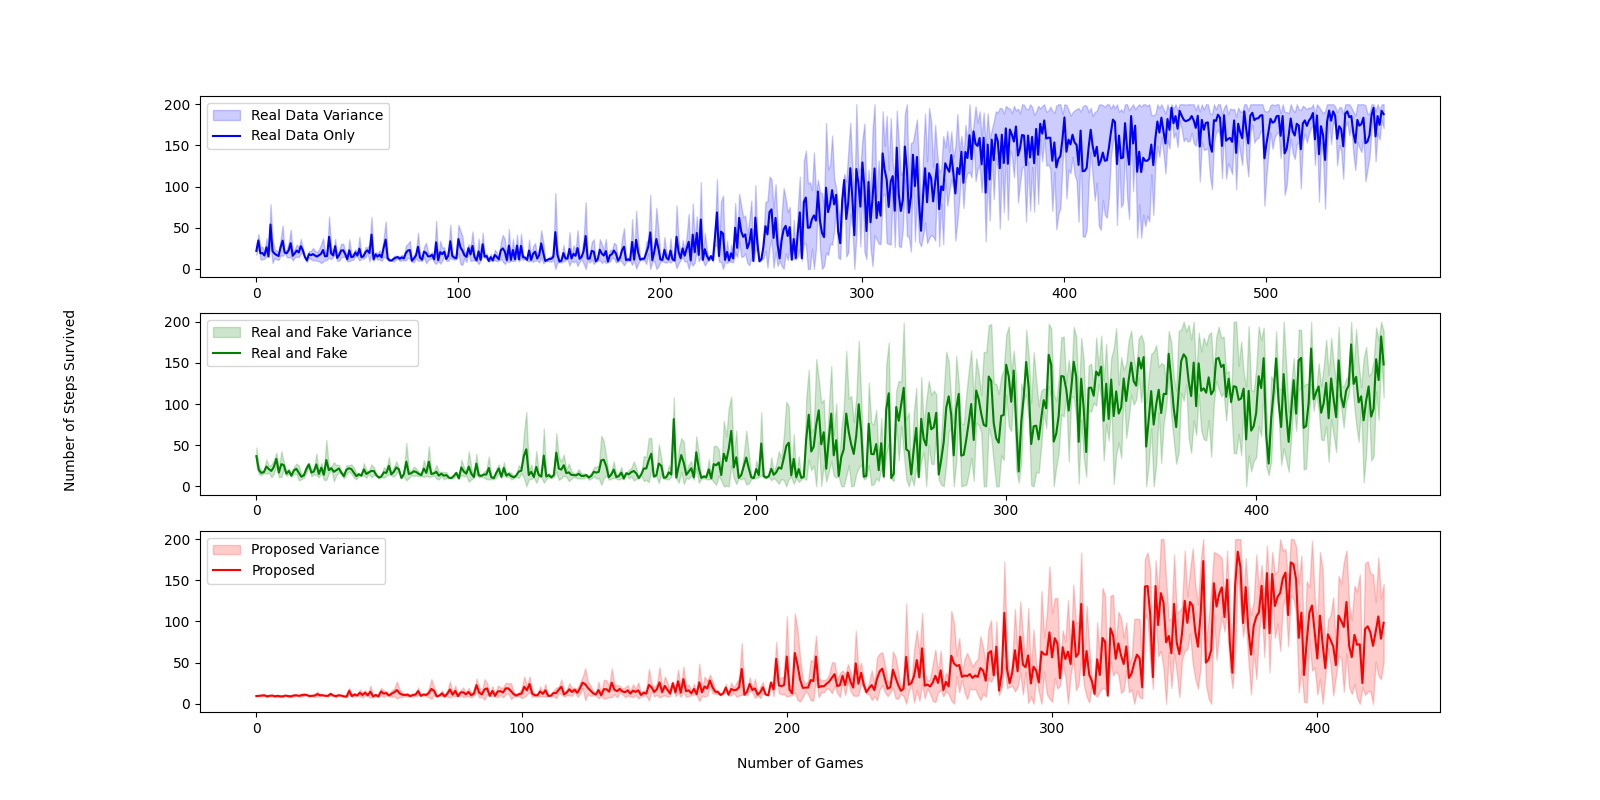 Number of Steps Survived
200
150
100
50
0
Real Data Variance
Real Data Only
0 100 200 300 400 500
200
150
100
50
0
Real and Fake Variance
Real and Fake
0 100 200 300 400
200
150
100
50
0
Proposed Variance
Proposed
0 100 200 300 400
Number of Games